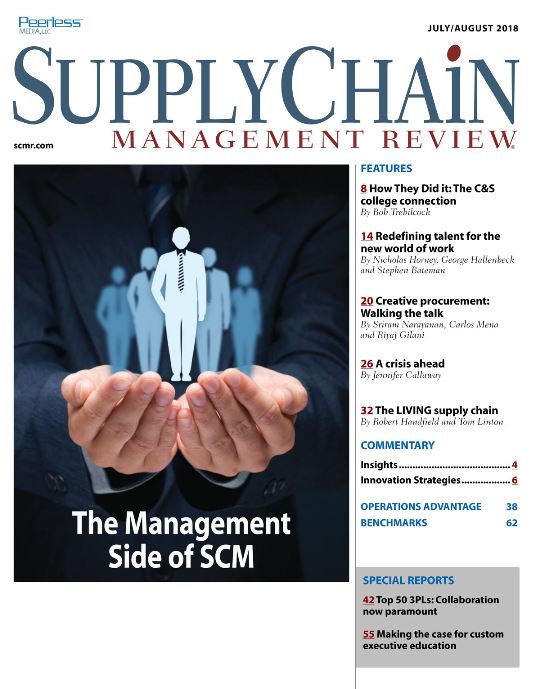 Peerless
MEDIA, LLC
JULY/AUGUST 2018
SUPPLYCHAIN
scmr.com
MANAGEMENT REVIEW®
FEATURES
8 How They Did it: The C&S
college connection
By Bob Trebilcock
14 Redefining talent for the
new world of work
By Nicholas Horney, George Hallenbeck
and Stephen Bateman
20 Creative procurement:
Walking the talk
By Sriram Narayanan, Carlos Mena
and Riyaj Gilani
26 A crisis ahead
By Jennifer Callaway
32 The LIVING supply chain
By Robert Handfield and Tom Linton
COMMENTARY
Insights.......................................... 4
Innovation Strategies.................. 6
OPERATIONS ADVANTAGE 38
BENCHMARKS 62
The Management
Side of SCM
SPECIAL REPORTS
42 Top 50 3PLs: Collaboration
now paramount
55 Making the case for custom
executive education